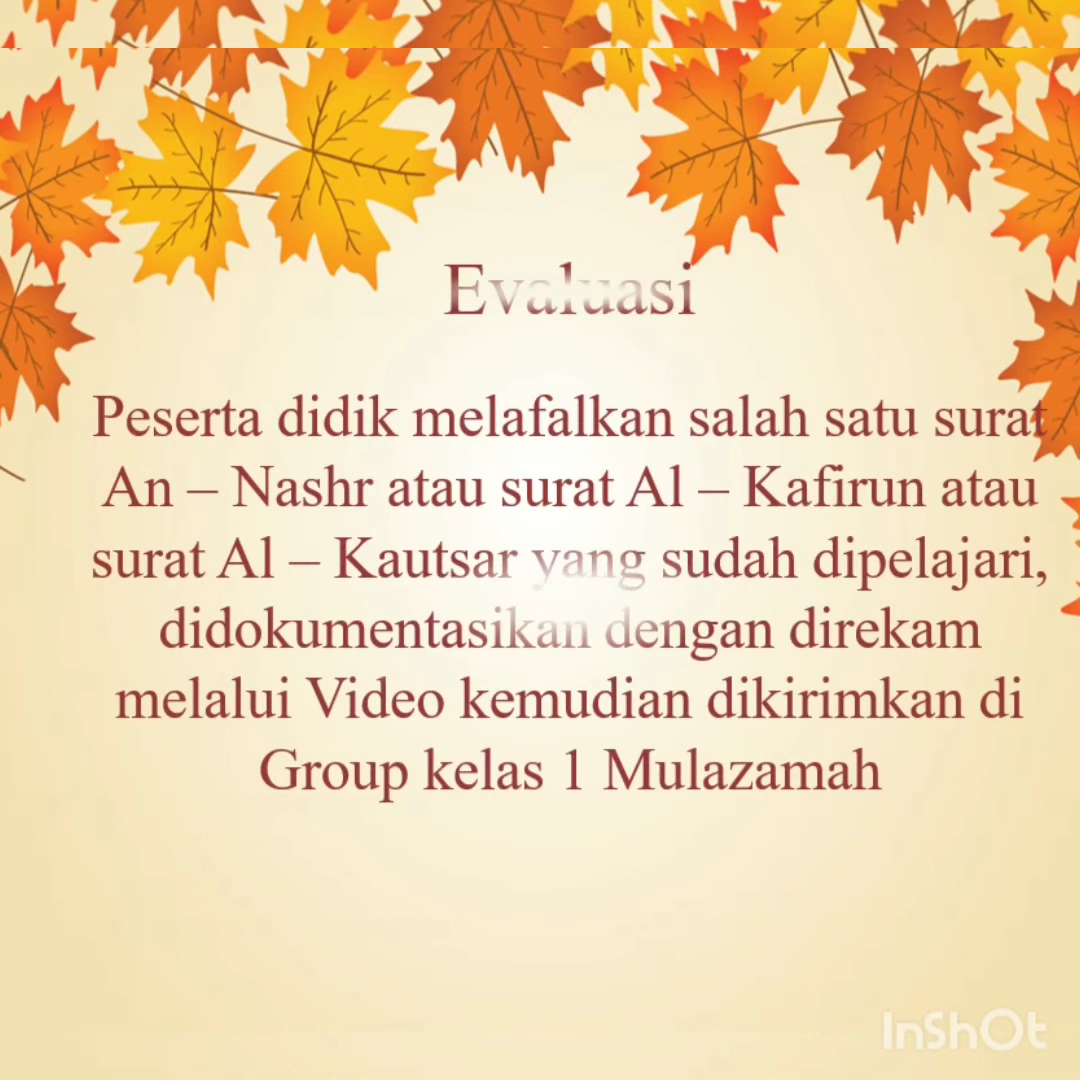 Evaluasi
Peserta didik melafalkan salah satu surat
An – Nashr atau surat Al – Kafirun atau
surat Al – Kautsar yang sudah dipelajari,
didokumentasikan dengan direkam
melalui Video kemudian dikirimkan di
Group kelas 1 Mulazamah
InShOt